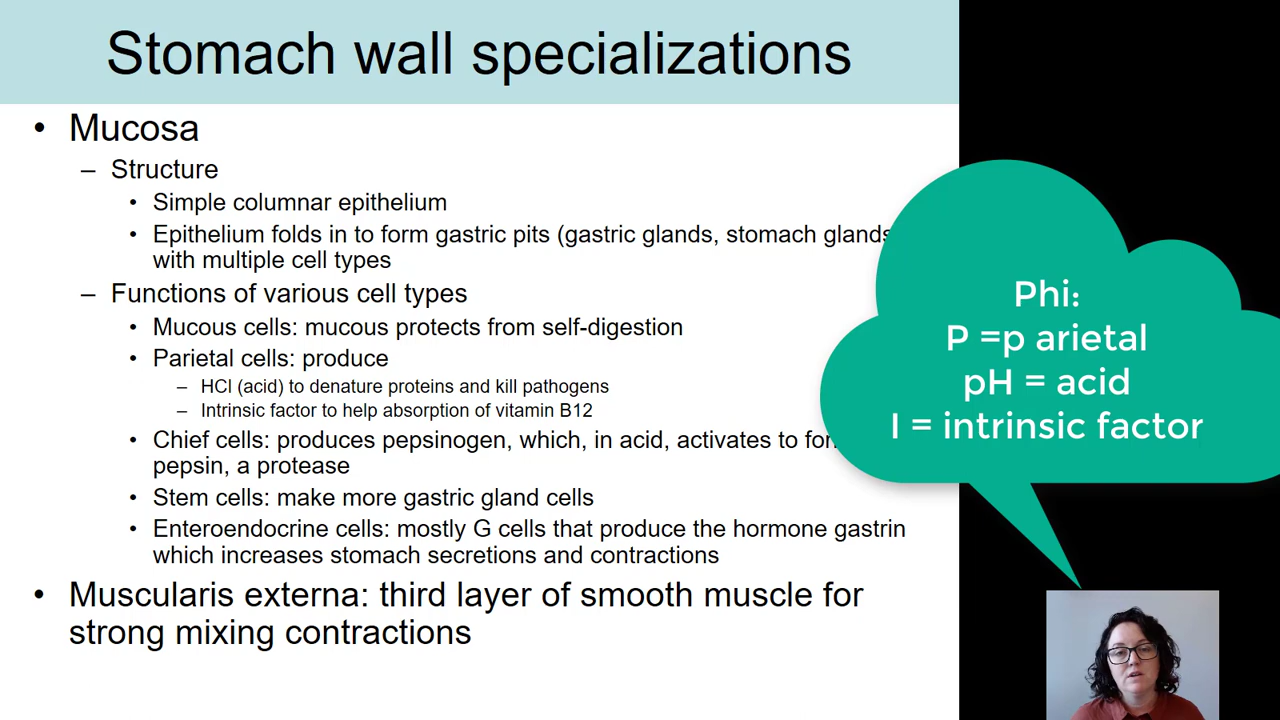 Stomach wall specializations
• Mucosa
– Structure
• Simple columnar epithelium
• Epithelium folds in to form gastric pits (gastric glands, stomach glands
with multiple cell types
– Functions of various cell types
• Mucous cells: mucous protects from self-digestion
• Parietal cells: produce
– HCl (acid) to denature proteins and kill pathogens
– Intrinsic factor to help absorption of vitamin B12
• Chief cells: produces pepsinogen, which, in acid, activates to
pepsin, a protease
• Stem cells: make more gastric gland cells
• Enteroendocrine cells: mostly G cells that produce the hormone gastrin
which increases stomach secretions and contractions
• Muscularis externa: third layer of smooth muscle for
strong mixing contractions
Phi:
P =p arietal
pH = acid
I = intrinsic factor